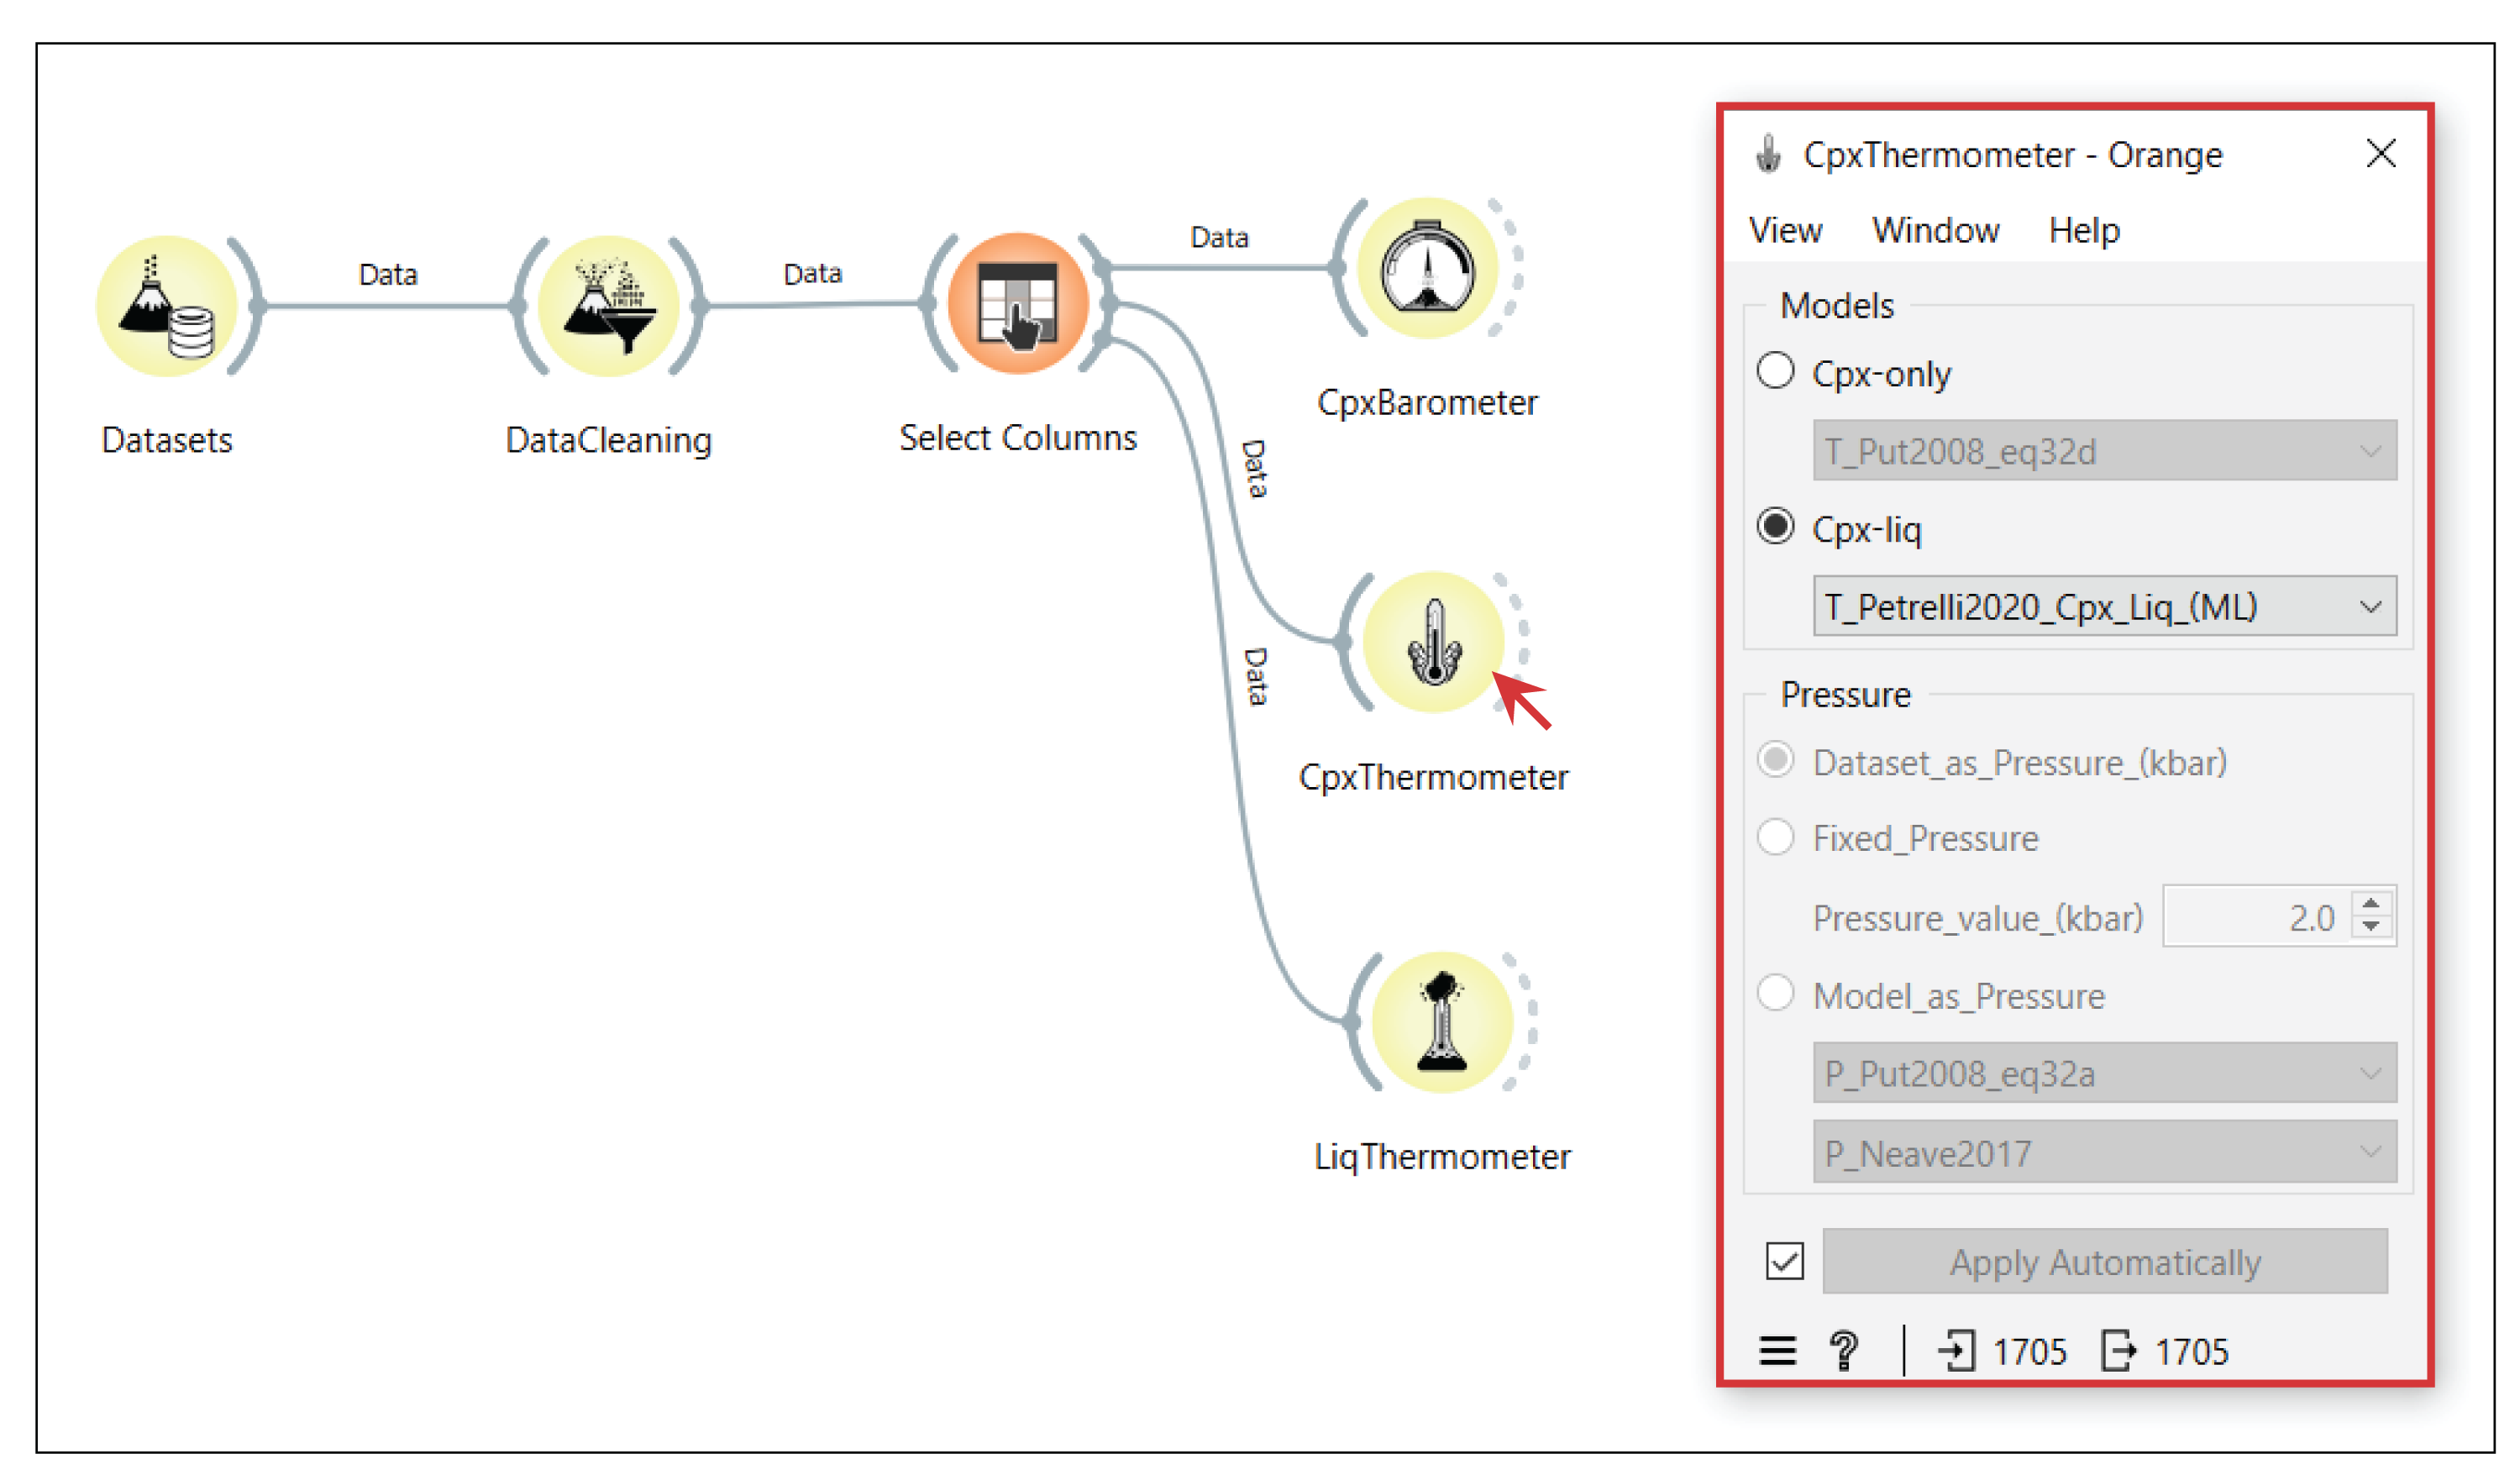 Datasets
Data
DataCleaning
Data
Select Columns
Data
CpxBarometer
Data
CpxThermometer
Data
LiqThermometer
CpxThermometer - Orange
View Window Help
Models
Cpx-only
T_Put2008_eq32d
Cpx-liq
T_Petrelli2020_Cpx_Liq_(ML)
Pressure
Dataset_as_Pressure_(kbar)
Fixed_Pressure
Pressure_value_(kbar) 2.0
Model_as_Pressure
P_Put2008_eq32a
P_Neave2017
Apply Automatically
? | 1705 1705